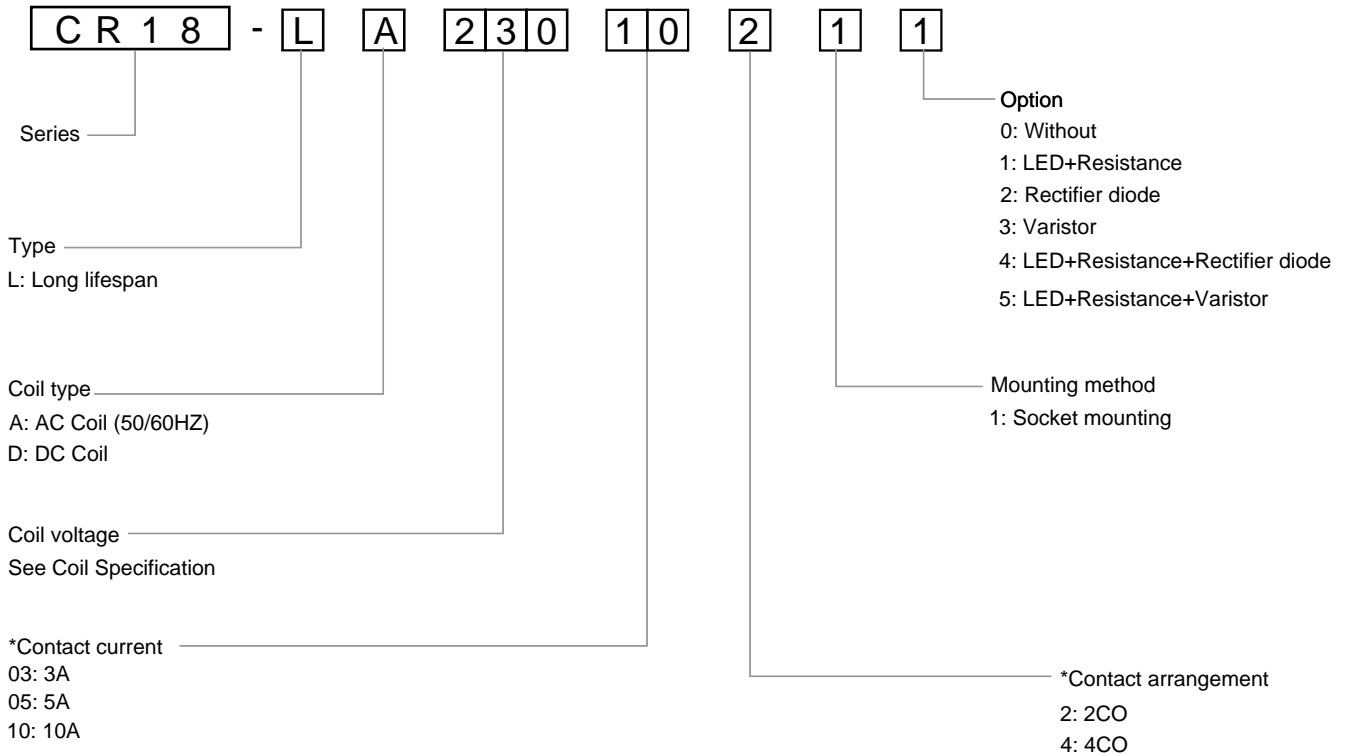 CR18 - L A 230 10 2 1 1
Series
Type
L: Long lifespan
Coil type
A: AC Coil (50/60HZ)
D: DC Coil
Coil voltage
See Coil Specification
*Contact current
03: 3A
05: 5A
10: 10A
Option
0: Without
1: LED+Resistance
2: Rectifier diode
3: Varistor
4: LED+Resistance+Rectifier diode
5: LED+Resistance+Varistor
Mounting method
1: Socket mounting
*Contact arrangement
2: 2CO
4: 4CO